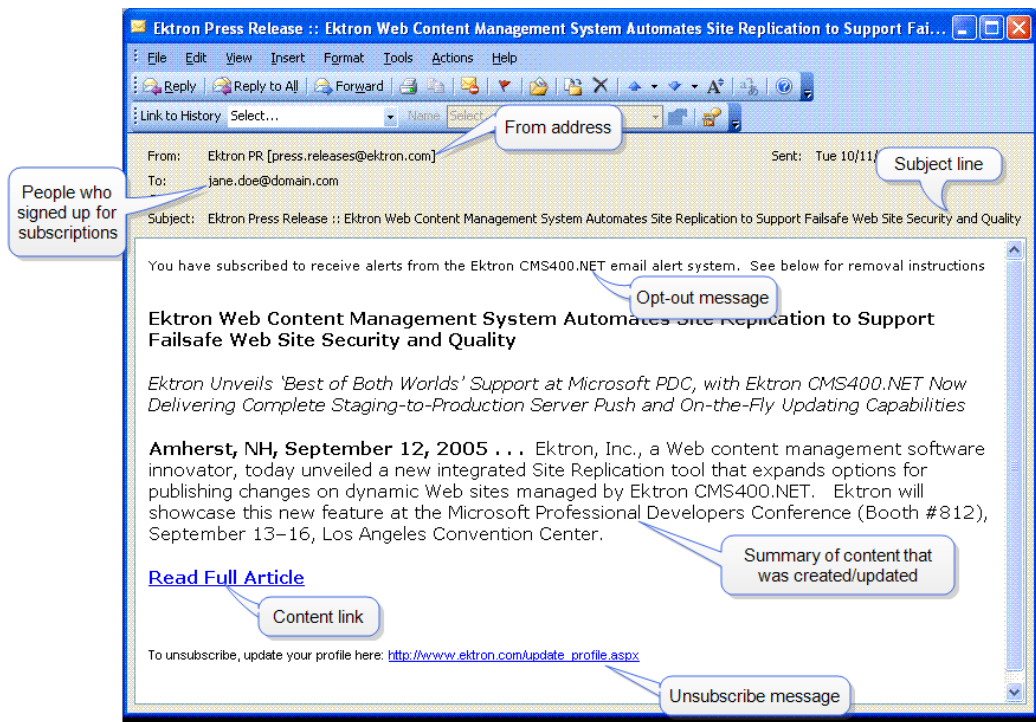 Ektron Press Release :: Ektron Web Content Management System Automates Site Replication to Support Fai...
File Edit View Insert Format Tools Actions Help
Reply Reply to All Forward
Link to History Select... Name Select...
From address
From: Ektron PR [press.releases@ektron.com] Sent: Tue 10/11/
Subject line
To: jane.doe@domain.com
People who
signed up for
subscriptions
Subject: Ektron Press Release :: Ektron Web Content Management System Automates Site Replication to Support Failsafe Web Site Security and Quality
You have subscribed to receive alerts from the Ektron CMS400.NET email alert system. See below for removal instructions
Opt-out message
Ektron Web Content Management System Automates Site Replication to Support
Failsafe Web Site Security and Quality
Ektron Unveils ‘Best of Both Worlds’ Support at Microsoft PDC, with Ektron CMS400.NET Now
Delivering Complete Staging-to-Production Server Push and On-the-Fly Updating Capabilities
Amherst, NH, September 12, 2005 . . . Ektron, Inc., a Web content management software
innovator, today unveiled a new integrated Site Replication tool that expands options for
publishing changes on dynamic Web sites managed by Ektron CMS400.NET. Ektron will
showcase this new feature at the Microsoft Professional Developers Conference (Booth #812),
September 13–16, Los Angeles Convention Center.
Summary of content that
was created/updated
Read Full Article
Content link
To unsubscribe, update your profile here: http://www.ektron.com/update_profile.aspx
Unsubscribe message